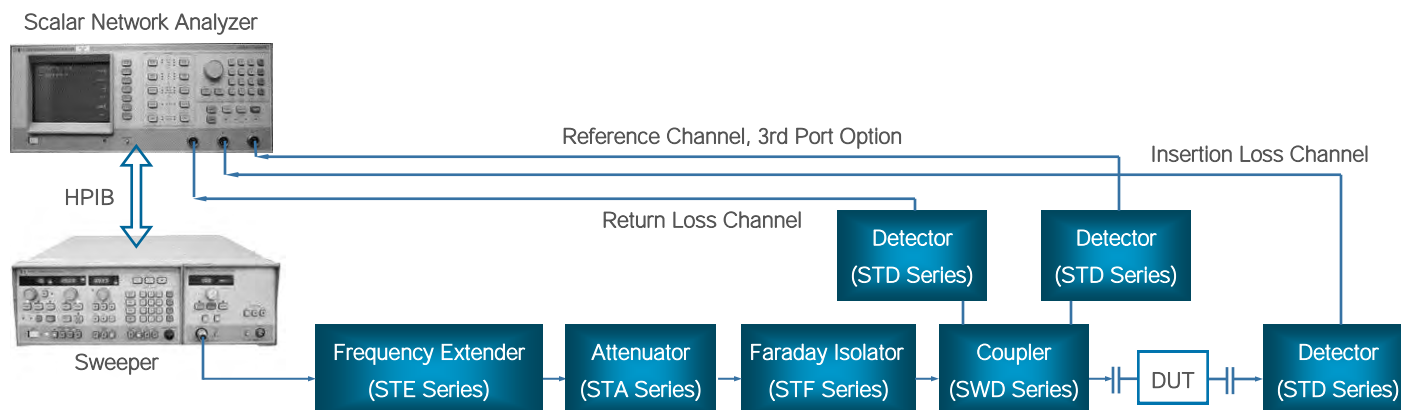 Scalar Network Analyzer
Reference Channel, 3rd Port Option
Insertion Loss Channel
HPIB
Return Loss Channel
Detector
(STD Series)
Detector
(STD Series)
Sweeper
Frequency Extender
(STE Series)
Attenuator
(STA Series)
Faraday Isolator
(STF Series)
Coupler
(SWD Series)
DUT
Detector
(STD Series)